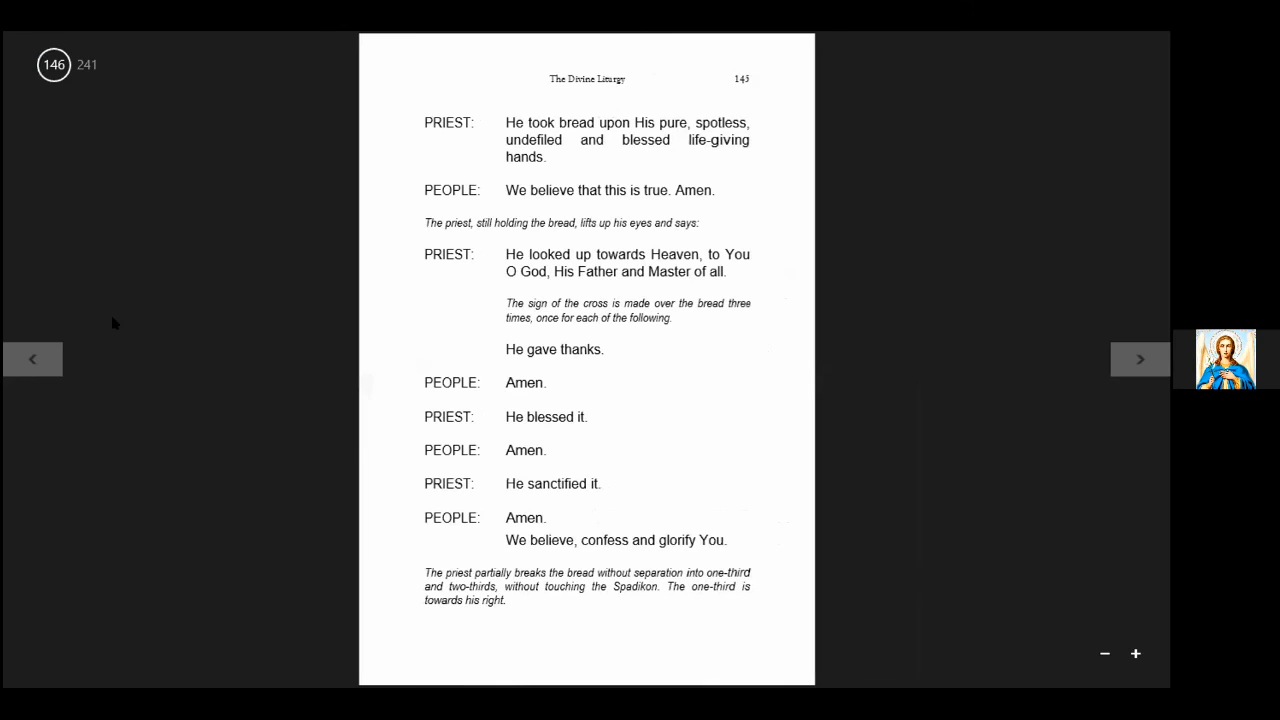 146 241
The Divine Liturgy 145
PRIEST: He took bread upon His pure, spotless,
undefiled and blessed life-giving
hands.
PEOPLE: We believe that this is true. Amen.
The priest, still holding the bread, lifts up his eyes and says:
PRIEST: He looked up towards Heaven, to You
O God, His Father and Master of all.
The sign of the cross is made over the bread three
times, once for each of the following.
He gave thanks.
PEOPLE: Amen.
PRIEST: He blessed it.
PEOPLE: Amen.
PRIEST: He sanctified it.
PEOPLE: Amen.
We believe, confess and glorify You.
The priest partially breaks the bread without separation into one-third
and two-thirds, without touching the Spadikon. The one-third is
towards his right.